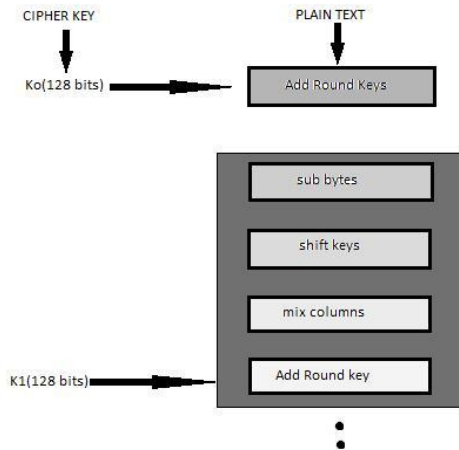 CIPHER KEY
PLAIN TEXT
Ko(128 bits)
Add Round Keys
sub bytes
shift keys
mix columns
K1(128 bits)
Add Round key